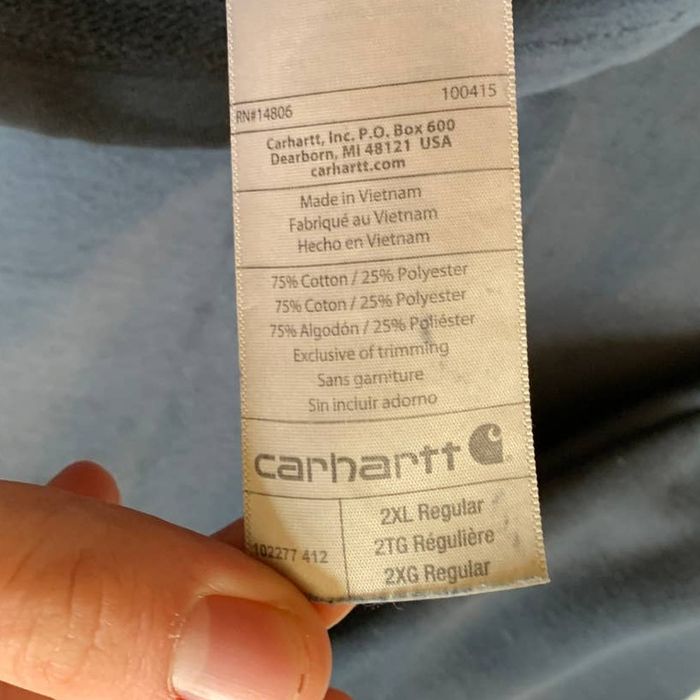 RN#14806 100415
Carhartt, Inc. P.O. Box 600
Dearborn, MI 48121 USA
carhartt.com
Made in Vietnam
Fabriqué au Vietnam
Hecho en Vietnam
75% Cotton / 25% Polyester
75% Coton / 25% Polyester
75% Algodón / 25% Poliéster
Exclusive of trimming
Sans garniture
Sin incluir adorno
carhartt
2XL Regular
102277 412 2TG Régulière
2XG Regular